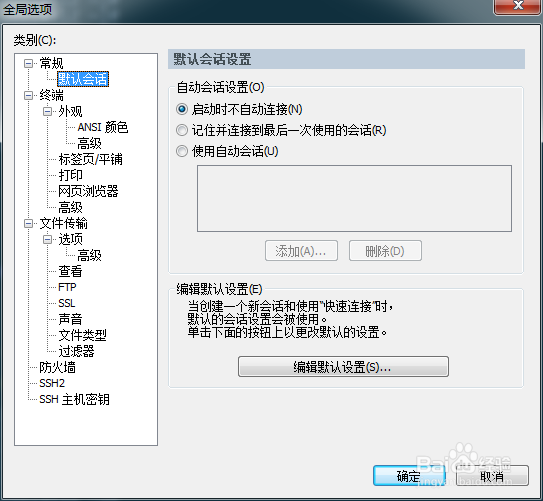 全局选项
类别(C):
常规
默认会话
终端
外观
ANSI 颜色
高级
标签页/平铺
打印
网页浏览器
高级
文件传输
选项
高级
查看
FTP
SSL
声音
文件类型
过滤器
防火墙
SSH2
SSH 主机密钥
默认会话设置
自动会话设置(O)
启动时不自动连接(N)
记住并连接到最后一次使用的会话(R)
使用自动会话(U)
添加(A)...
删除(D)
编辑默认设置(E)
当创建一个新会话和使用“快速连接”时，
默认的会话设置会被使用。
单击下面的按钮上以更改默认的设置。
编辑默认设置(S)...
确定
取消
Baidu 经验
jingyan.baidu.com